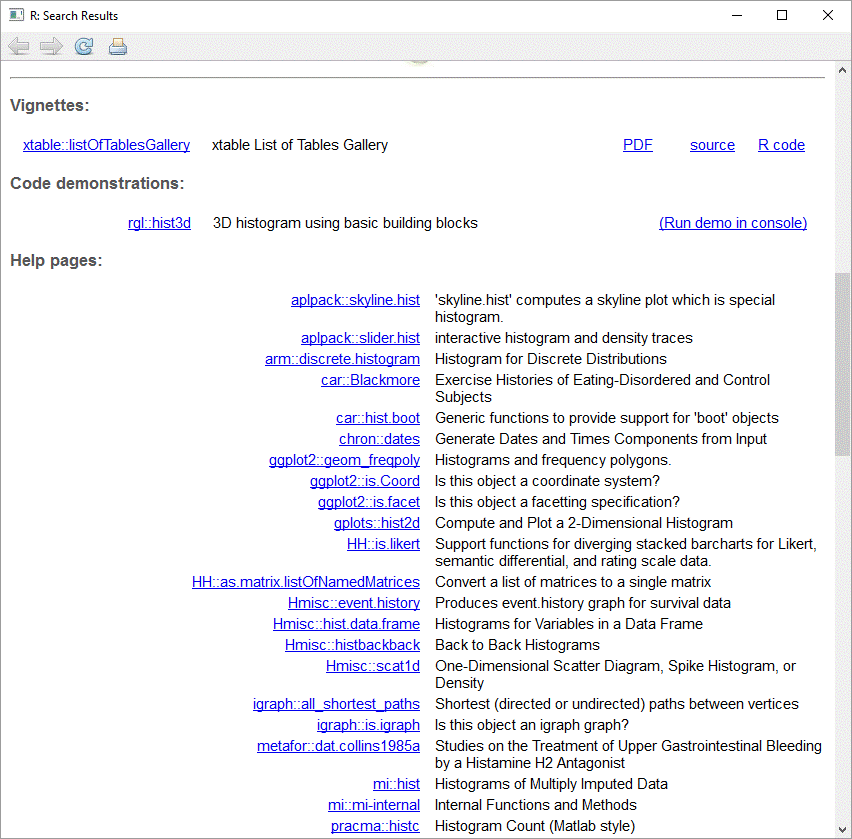 R: Search Results
Vignettes:
xtable::listOfTablesGallery xtable List of Tables Gallery PDF source R code
Code demonstrations:
rgl::hist3d 3D histogram using basic building blocks (Run demo in console)
Help pages:
aplpack::skyline.hist 'skyline.hist' computes a skyline plot which is special
histogram.
aplpack::slider.hist interactive histogram and density traces
arm::discrete.histogram Histogram for Discrete Distributions
car::Blackmore Exercise Histories of Eating-Disordered and Control
Subjects
car::hist.boot Generic functions to provide support for 'boot' objects
chron::dates Generate Dates and Times Components from Input
ggplot2::geom_freqpoly Histograms and frequency polygons.
ggplot2::is.Coord Is this object a coordinate system?
ggplot2::is.facet Is this object a facetting specification?
gplots::hist2d Compute and Plot a 2-Dimensional Histogram
HH::is.likert Support functions for diverging stacked barcharts for Likert,
semantic differential, and rating scale data.
HH::as.matrix.listOfNamedMatrices Convert a list of matrices to a single matrix
Hmisc::event.history Produces event.history graph for survival data
Hmisc::hist.data.frame Histograms for Variables in a Data Frame
Hmisc::histbackback Back to Back Histograms
Hmisc::scat1d One-Dimensional Scatter Diagram, Spike Histogram, or
Density
igraph::all_shortest_paths Shortest (directed or undirected) paths between vertices
igraph::is.igraph Is this object an igraph graph?
metafor::dat.collins1985a Studies on the Treatment of Upper Gastrointestinal Bleeding
by a Histamine H2 Antagonist
mi::hist Histograms of Multiply Imputed Data
mi::mi-internal Internal Functions and Methods
pracma::histc Histogram Count (Matlab style)